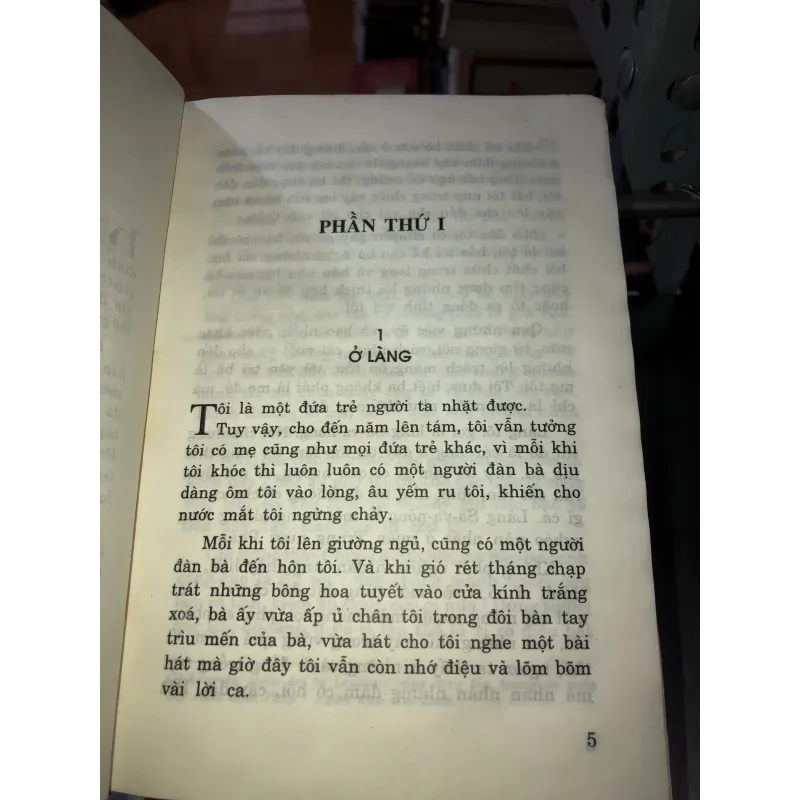 PHẦN THỨ I
1
Ở LÀNG
Tôi là một đứa trẻ người ta nhặt được.
Tuy vậy, cho đến năm lên tám, tôi vẫn tưởng
tôi có mẹ cũng như mọi đứa trẻ khác, vì mỗi khi
tôi khóc thì luôn luôn có một người đàn bà dịu
dàng ôm tôi vào lòng, âu yếm ru tôi, khiến cho
nước mắt tôi ngừng chảy.
Mỗi khi tôi lên giường ngủ, cũng có một người
đàn bà đến hôn tôi. Và khi gió rét tháng chạp
trát những bông hoa tuyết vào cửa kính trắng
xoá, bà ấy vừa ấp ủ chân tôi trong đôi bàn tay
trìu mến của bà, vừa hát cho tôi nghe một bài
hát mà giờ đây tôi vẫn còn nhớ điệu và lõm bõm
vài lời ca.
5